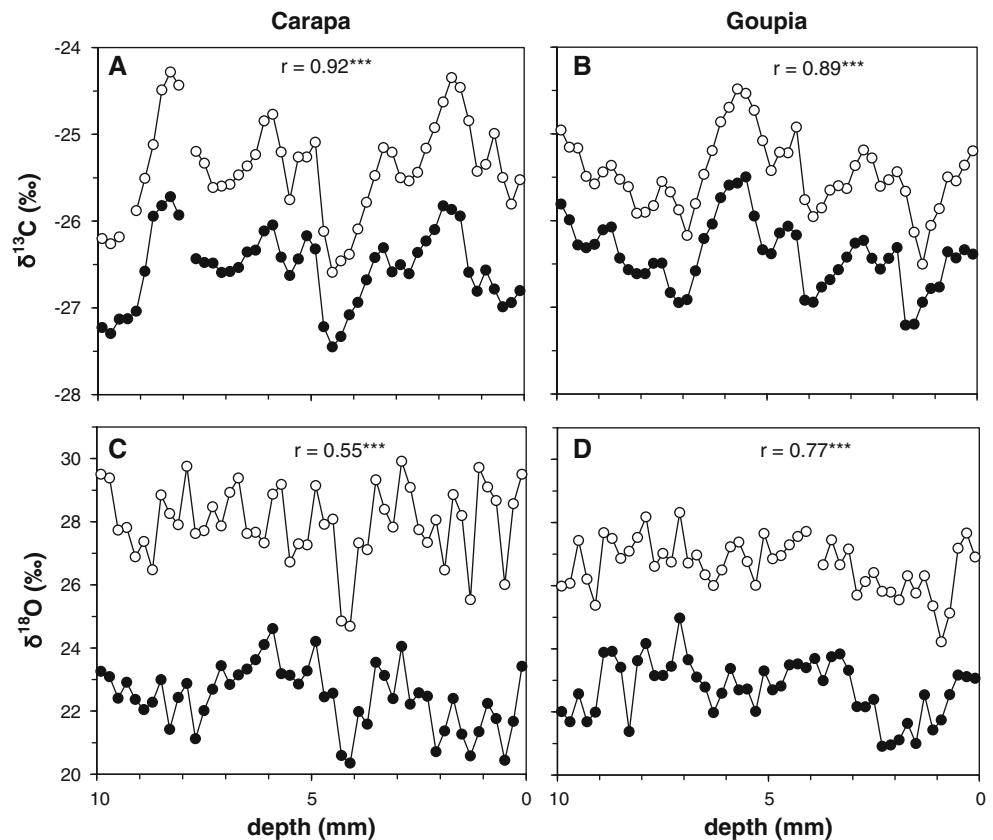 Carapa
Goupia
A
r = 0.92***
B
r = 0.89***
-24
-25
-26
-27
-28
δ¹³C (‰)
C
r = 0.55***
D
r = 0.77***
30
28
26
24
22
20
δ¹⁸O (‰)
10 5 0
10 5 0
depth (mm)
depth (mm)